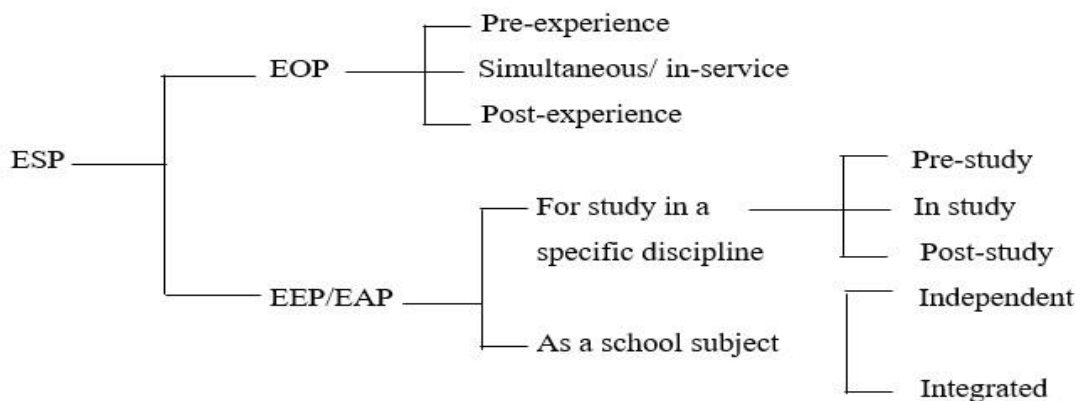 Pre-experience
EOP
Simultaneous/ in-service
Post-experience
ESP
Pre-study
For study in a
In study
specific discipline
Post-study
EEP/EAP
Independent
As a school subject
Integrated